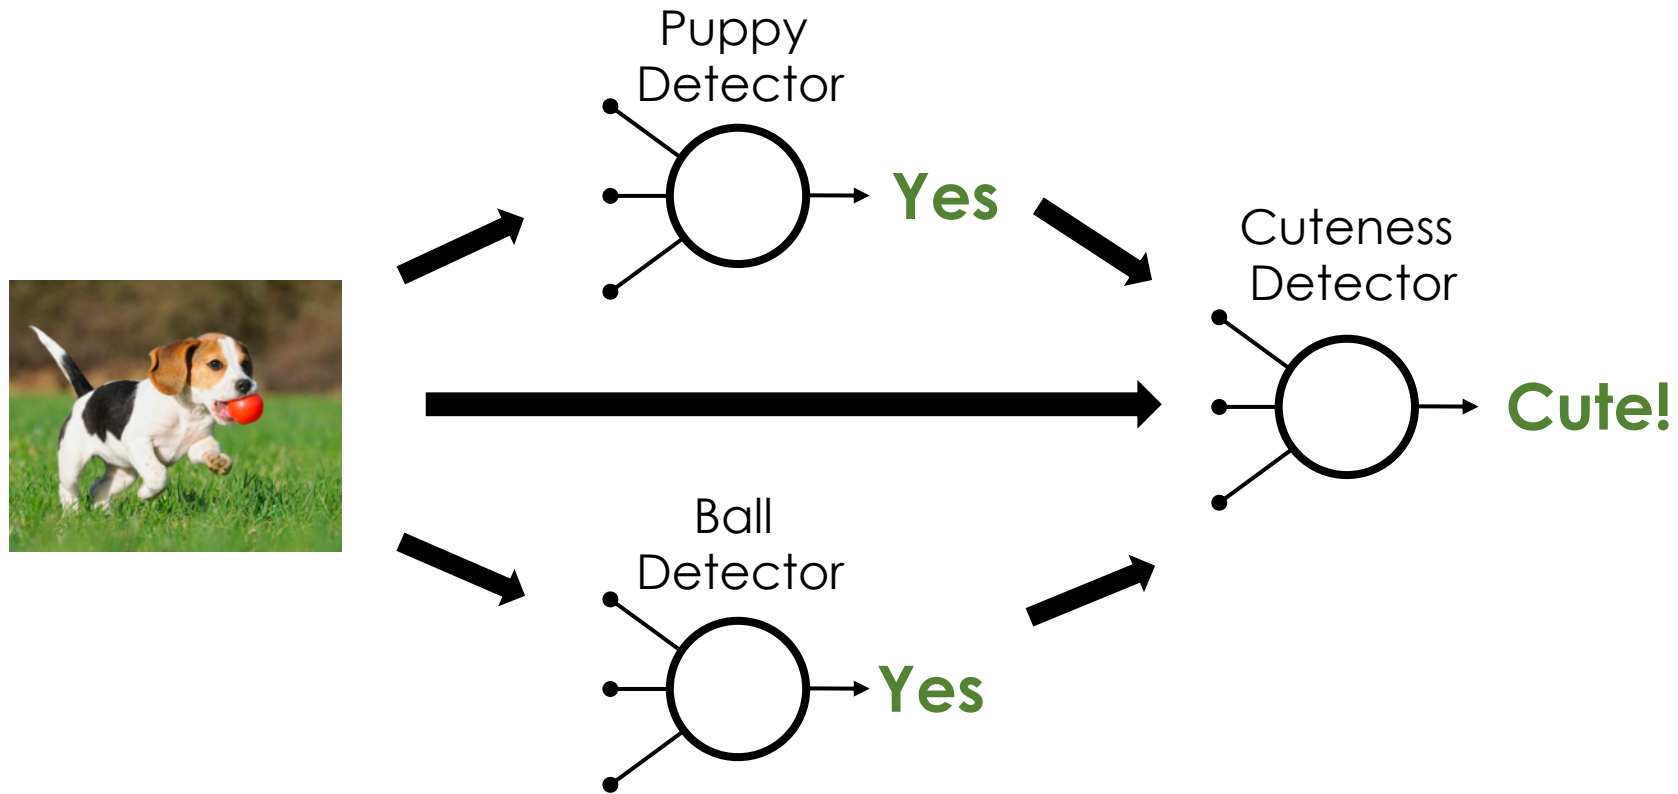 Puppy
Detector
Yes
Cuteness
Detector
Cute!
Ball
Detector
Yes